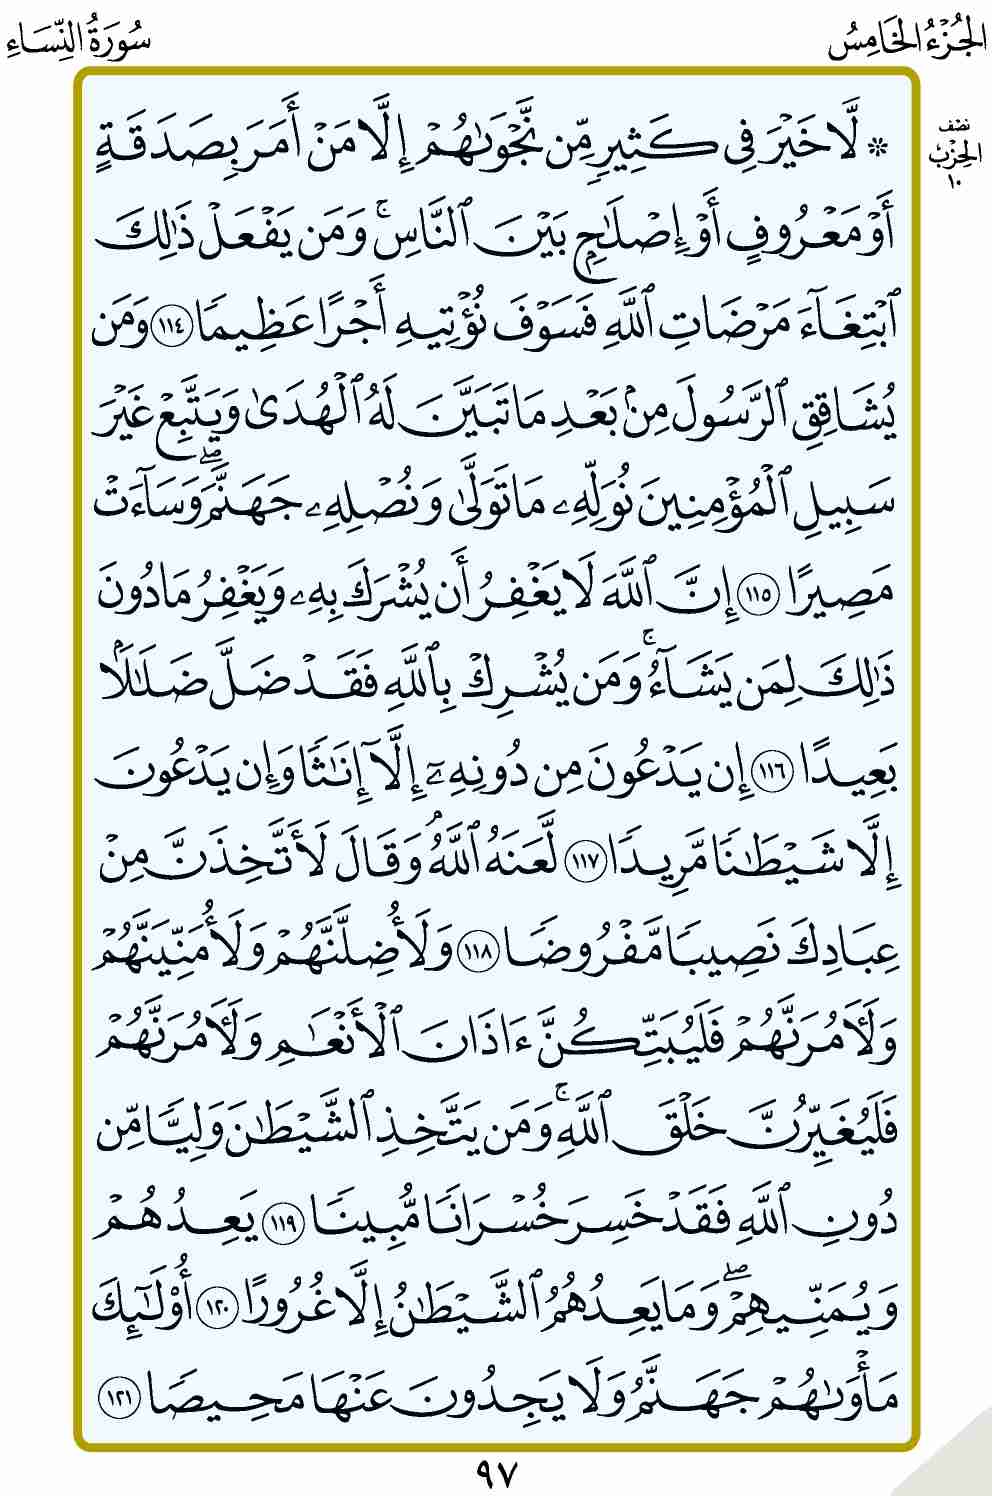 الجُزْءُ الخَامِسُ
سُورَةُ النِّسَاءِ
نصف
الحِزْب
١٠
۞ لَّا خَيْرَ فِي كَثِيرٖ مِّن نَّجْوَىٰهُمْ إِلَّا مَنْ أَمَرَ بِصَدَقَةٍ
أَوْ مَعْرُوفٍ أَوْ إِصْلَٰحِۭ بَيْنَ ٱلنَّاسِۚ وَمَن يَفْعَلْ ذَٰلِكَ
ٱبْتِغَآءَ مَرْضَاتِ ٱللَّهِ فَسَوْفَ نُؤْتِيهِ أَجْرًا عَظِيمٗا ١١٤ وَمَن
يُشَاقِقِ ٱلرَّسُولَ مِنۢ بَعْدِ مَا تَبَيَّنَ لَهُ ٱلْهُدَىٰ وَيَتَّبِعْ غَيْرَ
سَبِيلِ ٱلْمُؤْمِنِينَ نُوَلِّهِۦ مَا تَوَلَّىٰ وَنُصْلِهِۦ جَهَنَّمَۖ وَسَآءَتْ
مَصِيرًا ١١٥ إِنَّ ٱللَّهَ لَا يَغْفِرُ أَن يُشْرَكَ بِهِۦ وَيَغْفِرُ مَا دُونَ
ذَٰلِكَ لِمَن يَشَآءُۚ وَمَن يُشْرِكْ بِٱللَّهِ فَقَدْ ضَلَّ ضَلَٰلَۢا
بَعِيدًا ١١٦ إِن يَدْعُونَ مِن دُونِهِۦٓ إِلَّآ إِنَٰثٗا وَإِن يَدْعُونَ
إِلَّا شَيْطَٰنٗا مَّرِيدٗا ١١٧ لَّعَنَهُ ٱللَّهُۘ وَقَالَ لَأَتَّخِذَنَّ مِنْ
عِبَادِكَ نَصِيبٗا مَّفْرُوضٗا ١١٨ وَلَأُضِلَّنَّهُمْ وَلَأُمَنِّيَنَّهُمْ
وَلَأٓمُرَنَّهُمْ فَلَيُبَتِّكُنَّ ءَاذَانَ ٱلْأَنْعَٰمِ وَلَأٓمُرَنَّهُمْ
فَلَيُغَيِّرُنَّ خَلْقَ ٱللَّهِۚ وَمَن يَتَّخِذِ ٱلشَّيْطَٰنَ وَلِيّٗا مِّن
دُونِ ٱللَّهِ فَقَدْ خَسِرَ خُسْرَانٗا مُّبِينٗا ١١٩ يَعِدُهُمْ
وَيُمَنِّيهِمْۖ وَمَا يَعِدُهُمُ ٱلشَّيْطَٰنُ إِلَّا غُرُورًا ١٢٠ أُوْلَٰٓئِكَ
مَأْوَىٰهُمْ جَهَنَّمُ وَلَا يَجِدُونَ عَنْهَا مَحِيصٗا ١٢١
٩٧